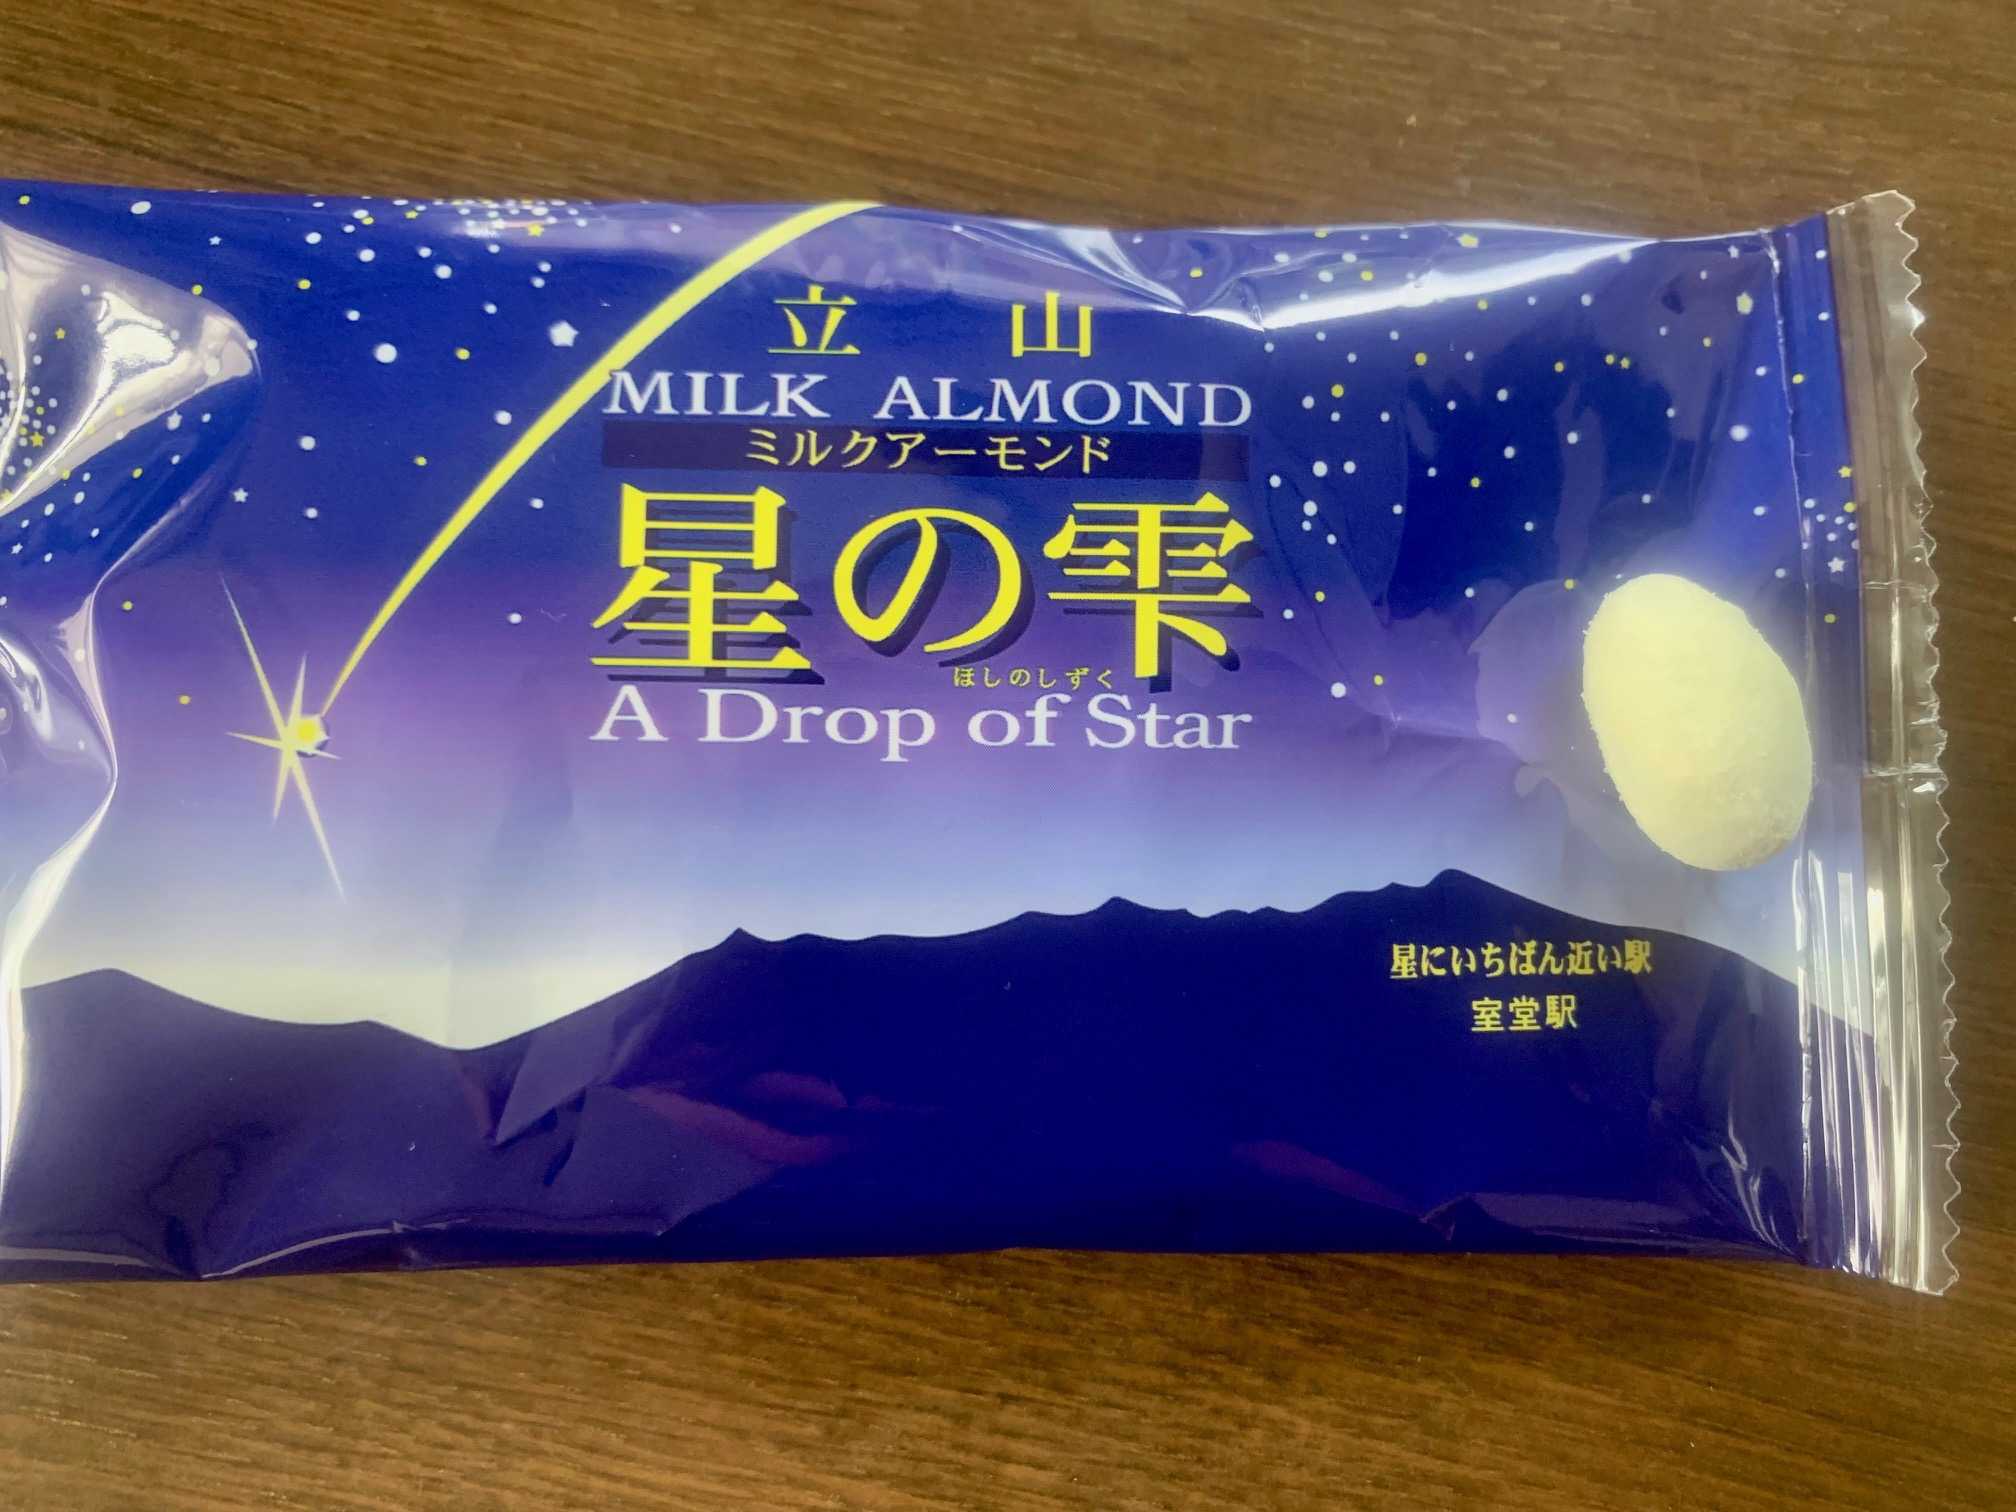 立山
MILK ALMOND
ミルクアーモンド
星の雫
ほしのしずく
A Drop of Star
星にいちばん近い駅
室堂駅